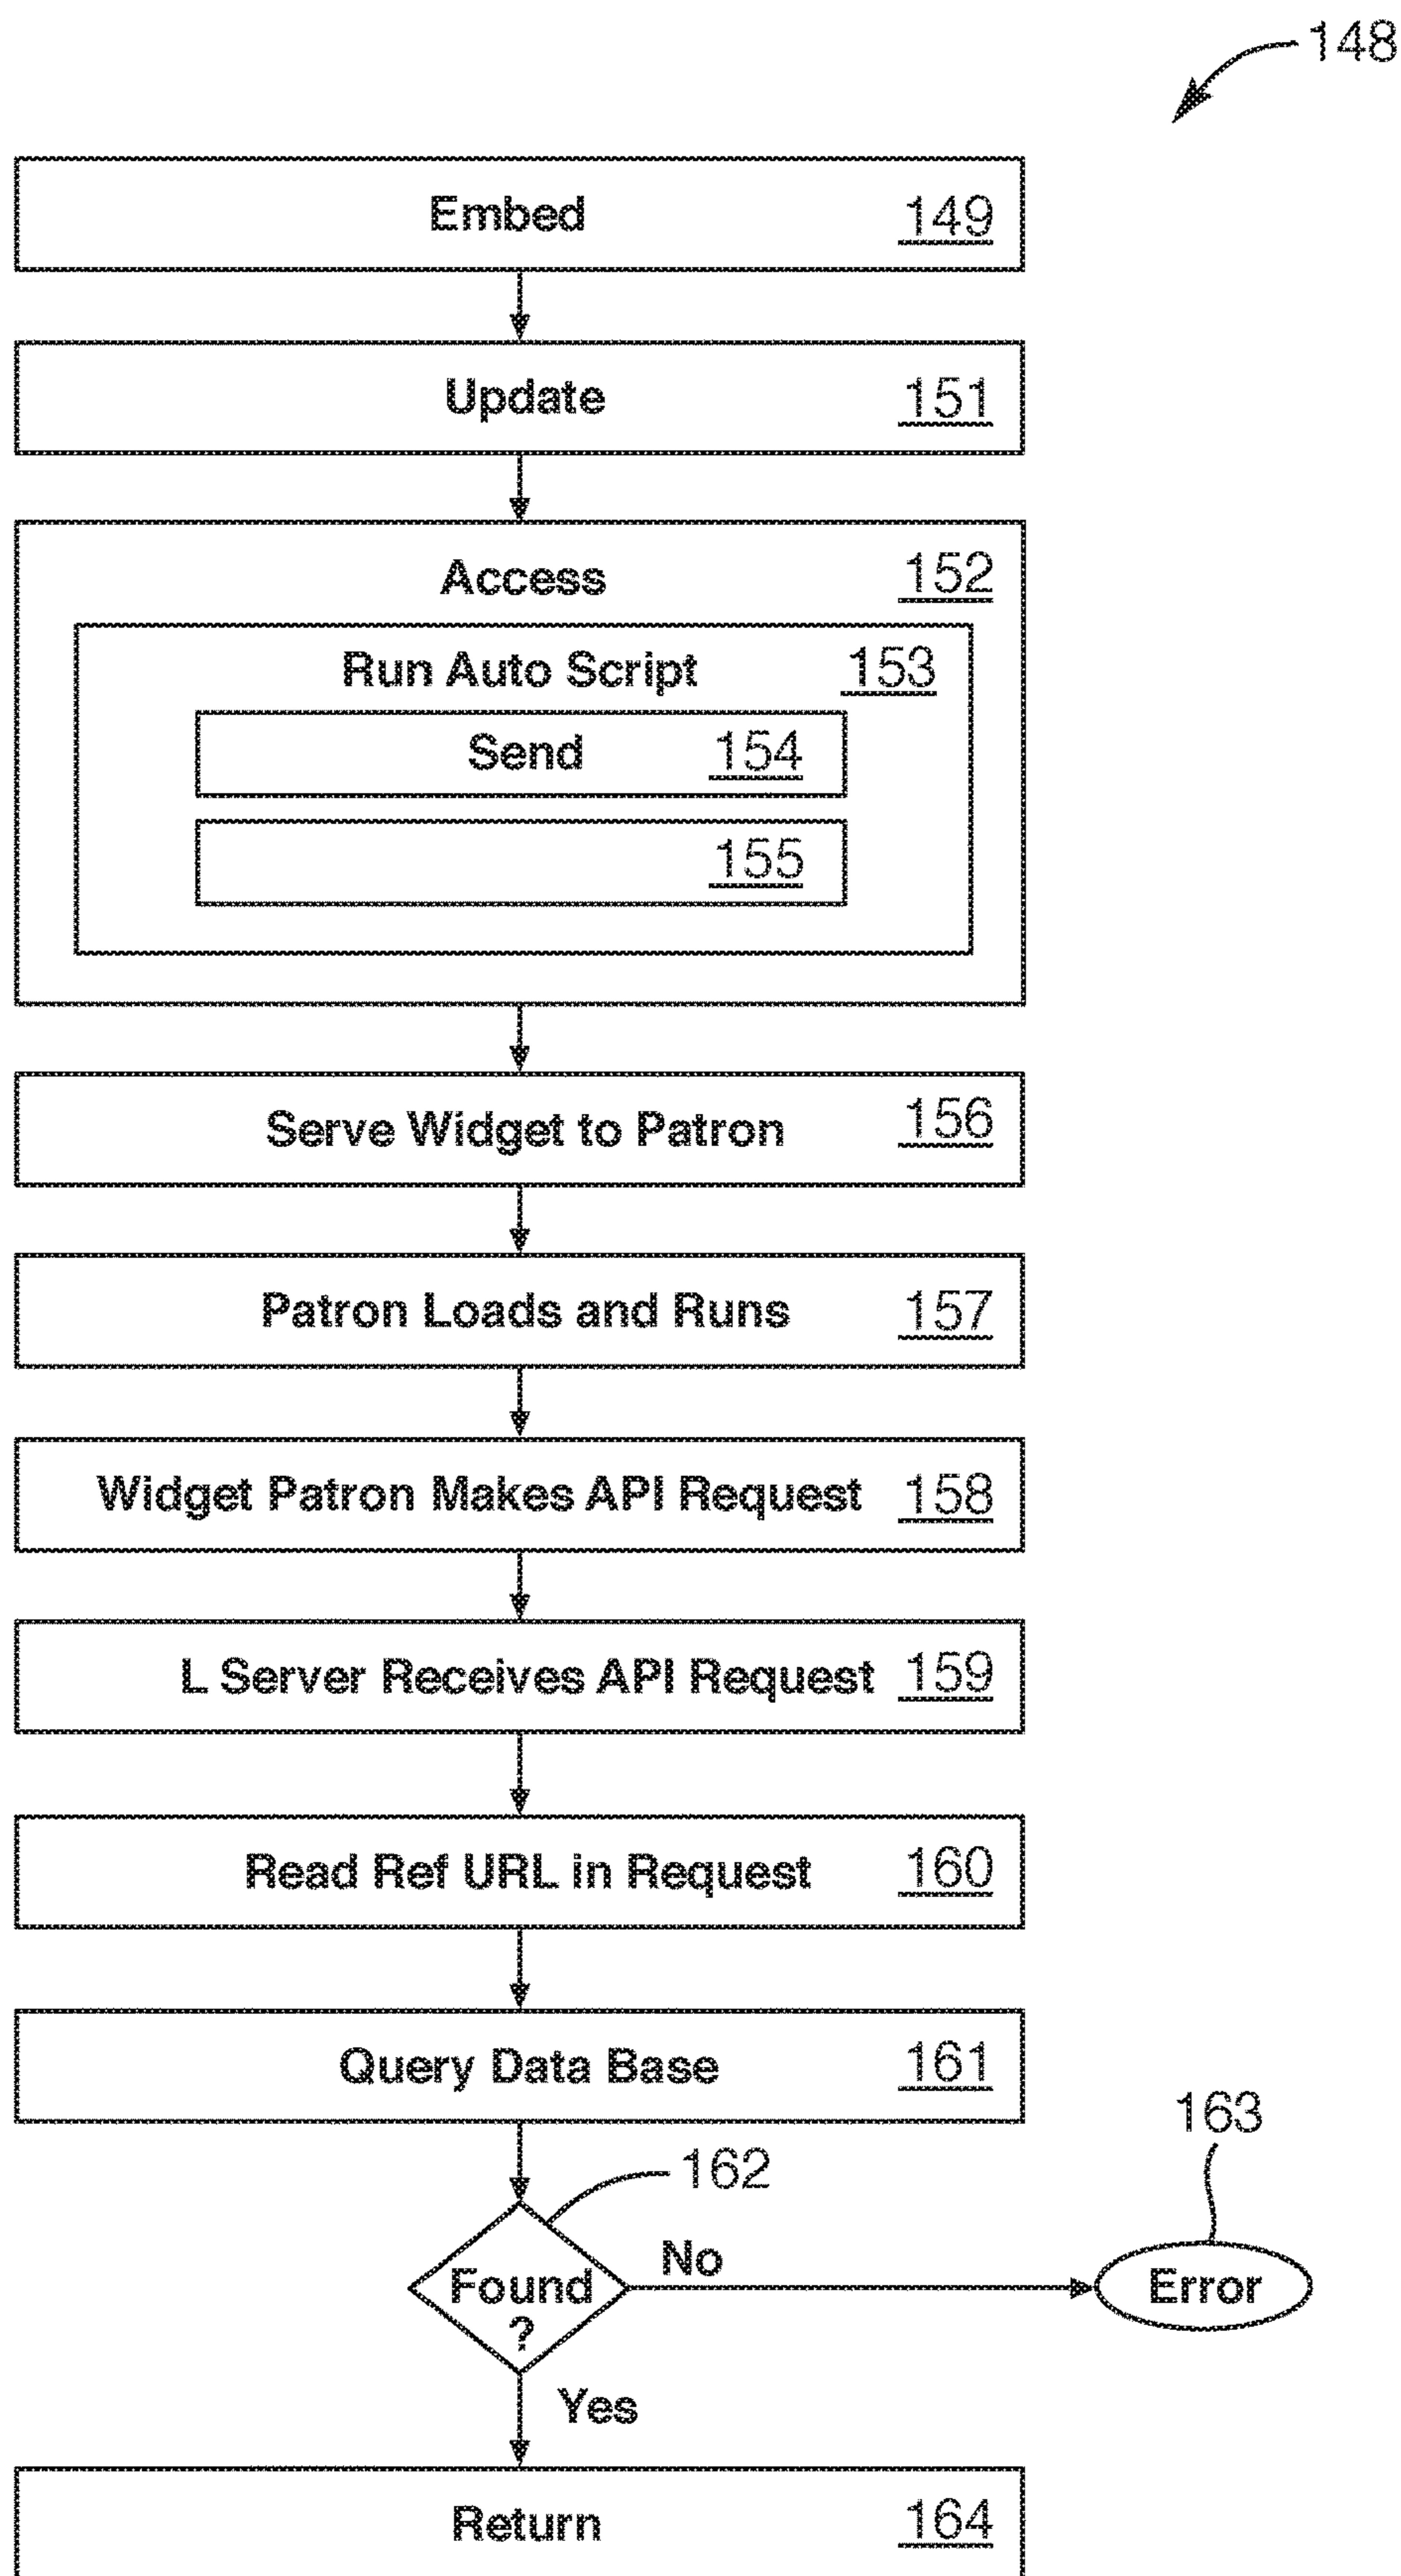 148
Embed 149
Update 151
Access 152
Run Auto Script 153
Send 154
155
Serve Widget to Patron 156
Patron Loads and Runs 157
Widget Patron Makes API Request 158
L Server Receives API Request 159
Read Ref URL in Request 160
Query Data Base 161
163
162
No
Found
?
Error
Yes
Return 164